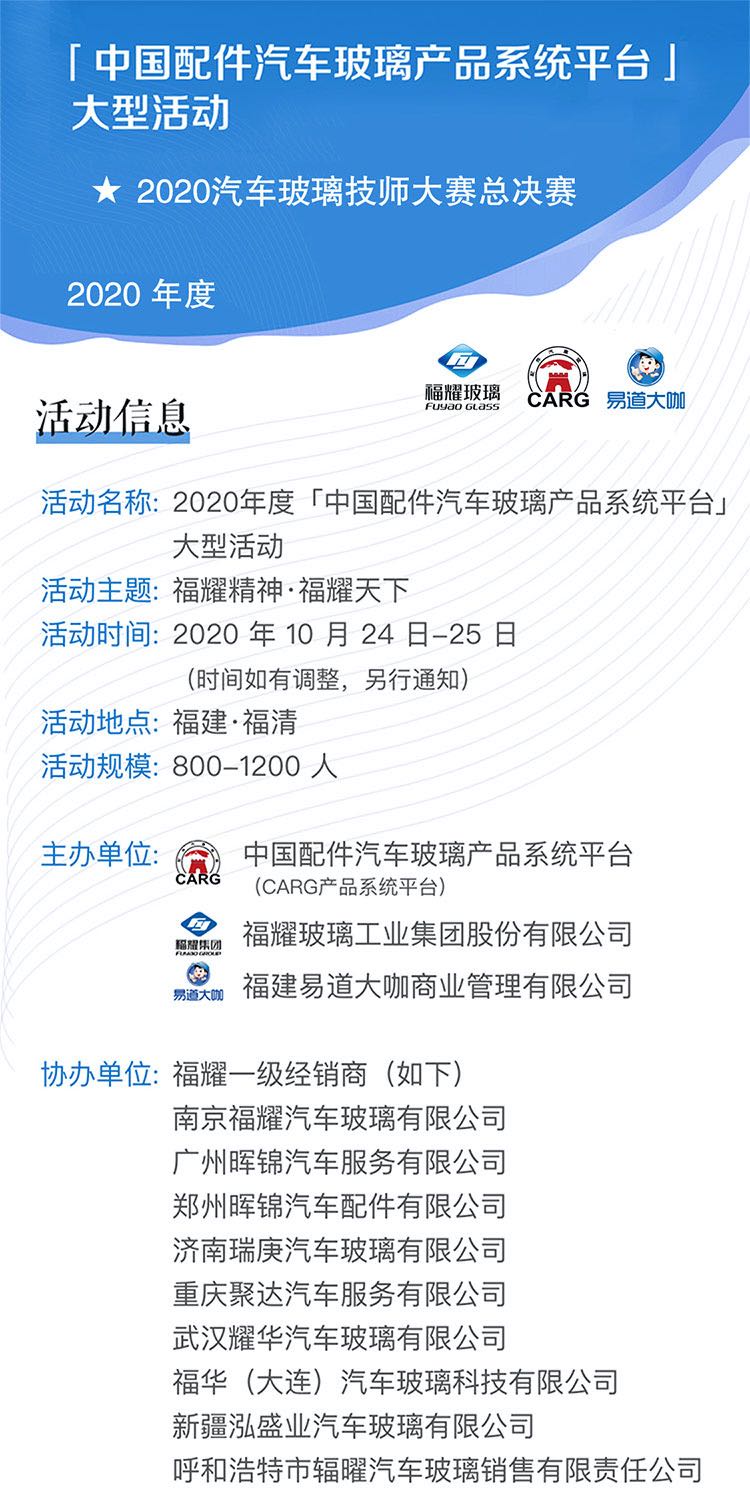 「中国配件汽车玻璃产品系统平台」
大型活动
★ 2020汽车玻璃技师大赛总决赛
2020 年度
福耀玻璃
FUYAO GLASS
CARG
易道大咖
活动信息
活动名称: 2020年度「中国配件汽车玻璃产品系统平台」
大型活动
活动主题: 福耀精神·福耀天下
活动时间: 2020 年 10 月 24 日-25 日
（时间如有调整，另行通知）
活动地点: 福建·福清
活动规模: 800-1200 人
主办单位: CARG 中国配件汽车玻璃产品系统平台
（CARG产品系统平台）
福耀集团 FUYAO GROUP 福耀玻璃工业集团股份有限公司
易道大咖 福建易道大咖商业管理有限公司
协办单位: 福耀一级经销商（如下）
南京福耀汽车玻璃有限公司
广州晖锦汽车服务有限公司
郑州晖锦汽车配件有限公司
济南瑞庚汽车玻璃有限公司
重庆聚达汽车服务有限公司
武汉耀华汽车玻璃有限公司
福华（大连）汽车玻璃科技有限公司
新疆泓盛业汽车玻璃有限公司
呼和浩特市辐曜汽车玻璃销售有限责任公司